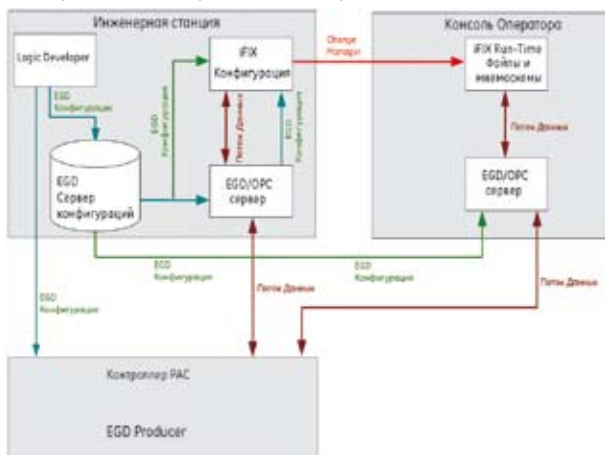 Инженерная станция
Консоль Оператора
Logic Developer
iFIX
Конфигурация
Change
Manager
iFIX Run-Time
Файлы и
мнемосхемы
EGD
Конфигурация
EGD
Конфигурация
Поток Данных
EGD
Конфигурация
Поток Данных
EGD
Сервер
конфигураций
EGD/OPC
сервер
EGD/OPC
сервер
EGD
Конфигурация
EGD
Конфигурация
Поток Данных
Поток Данных
EGD
Конфигурация
Контроллер PAC
EGD Producer